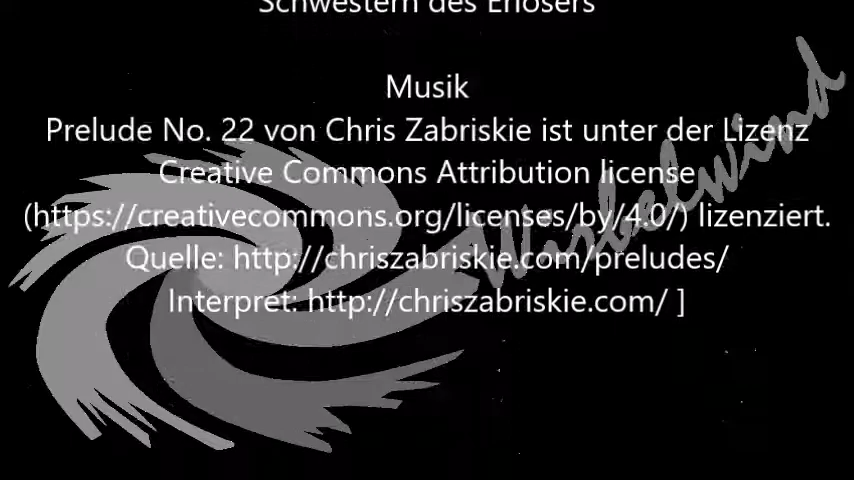 Schwestern des Erlösers
Musik
Prelude No. 22 von Chris Zabriskie ist unter der Lizenz
Creative Commons Attribution license
(https://creativecommons.org/licenses/by/4.0/) lizenziert.
Quelle: http://chriszabriskie.com/preludes/
Interpret: http://chriszabriskie.com/ ]
Wirbelwind